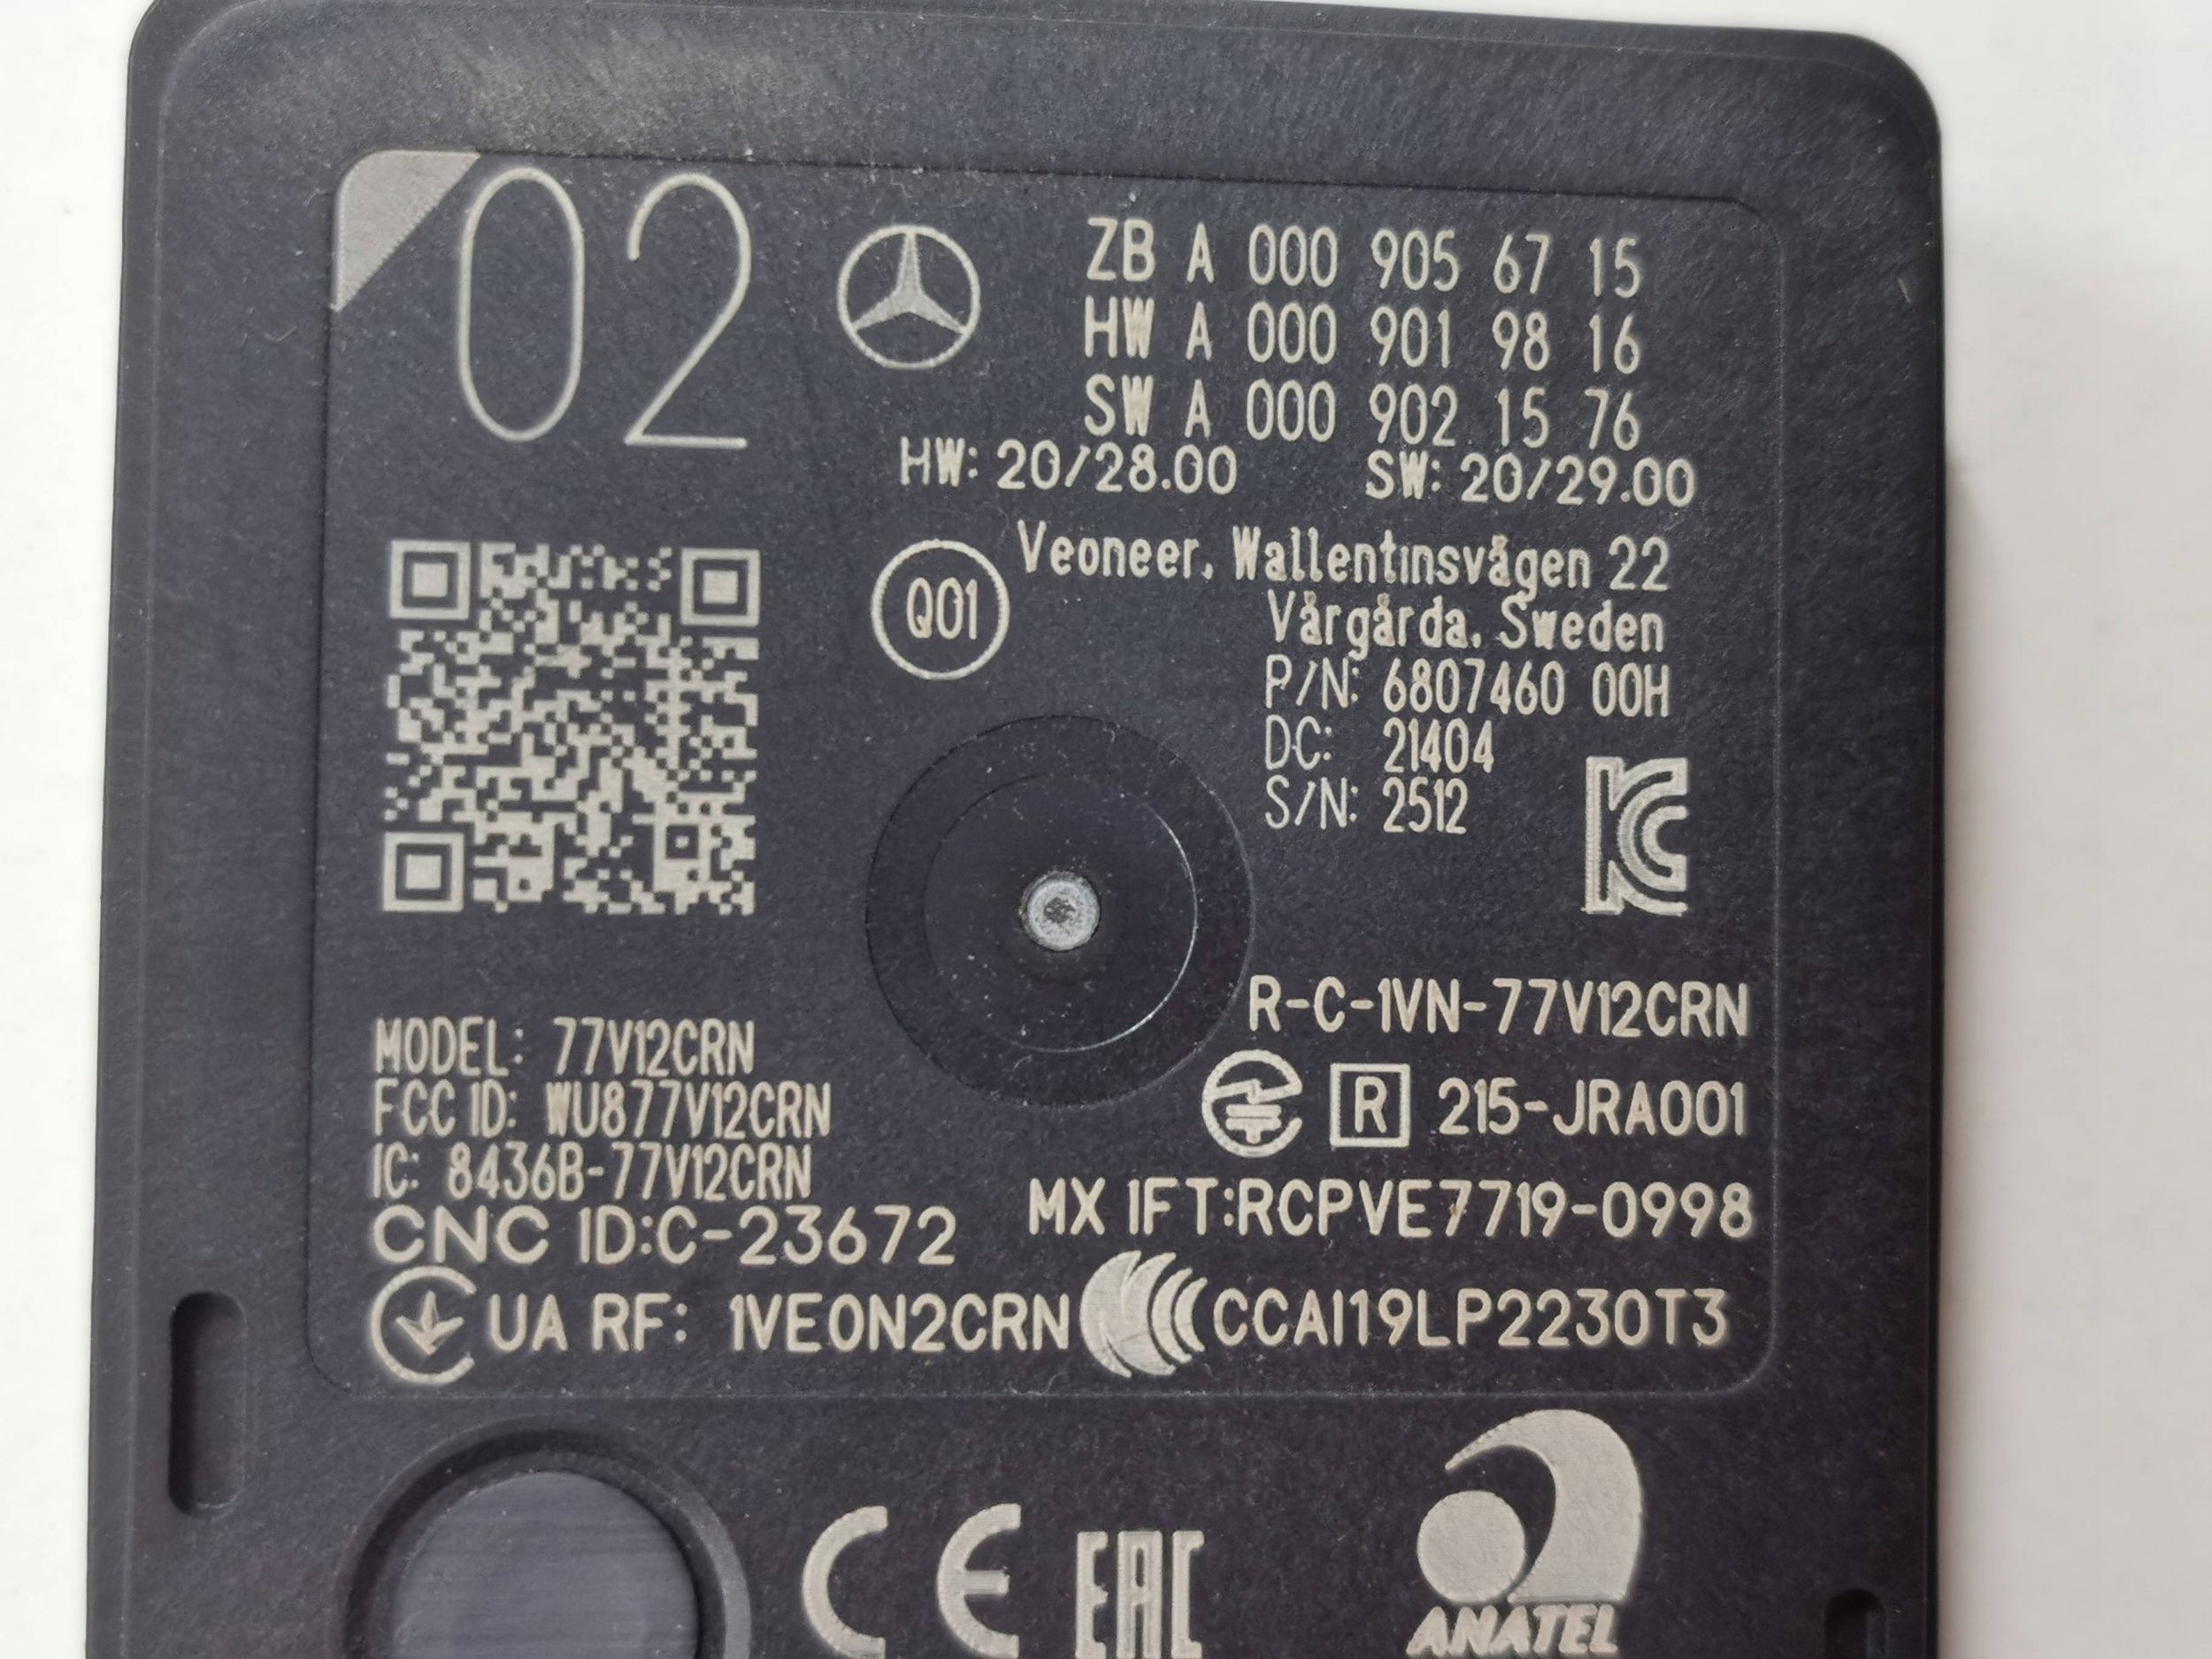 02
ZB A 000 905 67 15
HW A 000 901 98 16
SW A 000 902 15 76
HW: 20/28.00 SW: 20/29.00
Q01
Veoneer, Wallentinsvägen 22
Vårgårda, Sweden
P/N: 6807460 00H
DC: 21404
S/N: 2512
R-C-1VN-77V12CRN
MODEL: 77V12CRN
FCC ID: WU877V12CRN
R 215-JRA001
IC: 8436B-77V12CRN
MX IFT:RCPVE7719-0998
CNC ID:C-23672
UA RF: 1VEON2CRN
CCAI19LP2230T3
CE EAC
ANATEL